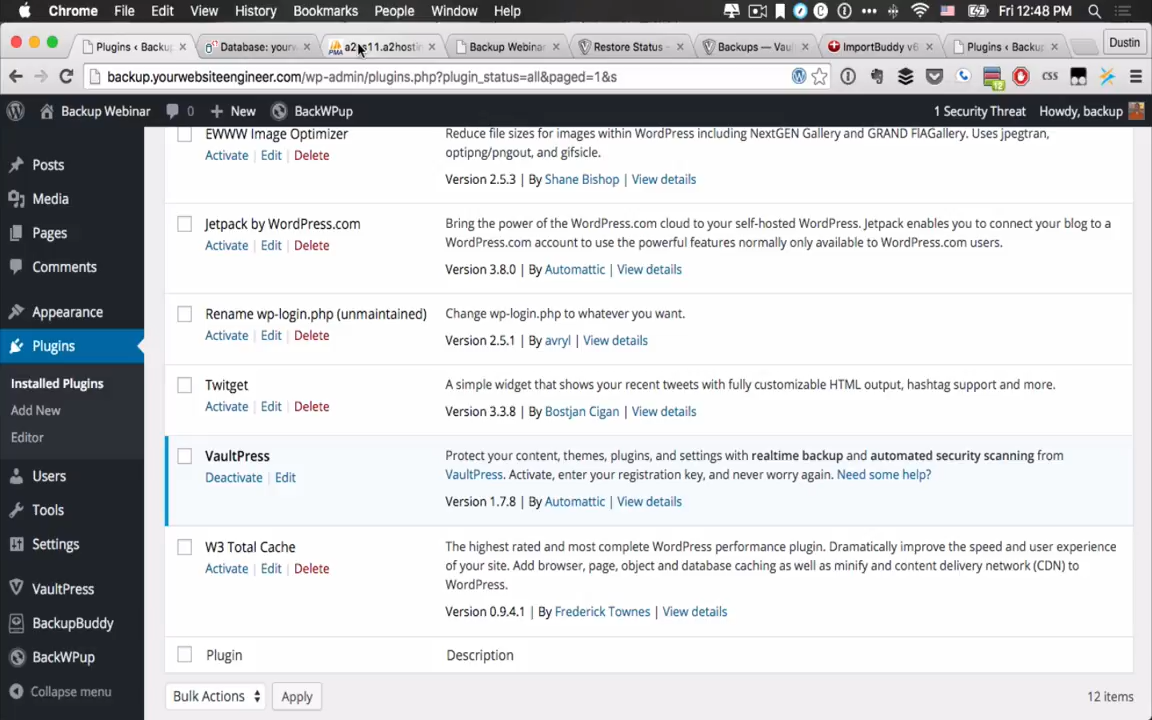 Chrome File Edit View History Bookmarks People Window Help Fri 12:48 PM
Plugins ‹ Backup Database: your PMA a2 s11.a2hosti Backup Webinar Restore Status - Backups — Vaul ImportBuddy v6 Plugins ‹ Backup Dustin
backup.yourwebsiteengineer.com/wp-admin/plugins.php?plugin_status=all&paged=1&s CSS 12
Backup Webinar 0 New BackWPup 1 Security Threat Howdy, backup
Posts
Media
Pages
Comments
Appearance
Plugins
Installed Plugins
Add New
Editor
Users
Tools
Settings
VaultPress
BackupBuddy
BackWPup
Collapse menu
EWWW Image Optimizer
Activate | Edit | Delete
Reduce file sizes for images within WordPress including NextGEN Gallery and GRAND FlAGallery. Uses jpegtran,
optipng/pngout, and gifsicle.
Version 2.5.3 | By Shane Bishop | View details
Jetpack by WordPress.com
Activate | Edit | Delete
Bring the power of the WordPress.com cloud to your self-hosted WordPress. Jetpack enables you to connect your blog to a
WordPress.com account to use the powerful features normally only available to WordPress.com users.
Version 3.8.0 | By Automattic | View details
Rename wp-login.php (unmaintained)
Activate | Edit | Delete
Change wp-login.php to whatever you want.
Version 2.5.1 | By avryl | View details
Twitget
Activate | Edit | Delete
A simple widget that shows your recent tweets with fully customizable HTML output, hashtag support and more.
Version 3.3.8 | By Bostjan Cigan | View details
VaultPress
Deactivate | Edit
Protect your content, themes, plugins, and settings with realtime backup and automated security scanning from
VaultPress. Activate, enter your registration key, and never worry again. Need some help?
Version 1.7.8 | By Automattic | View details
W3 Total Cache
Activate | Edit | Delete
The highest rated and most complete WordPress performance plugin. Dramatically improve the speed and user experience
of your site. Add browser, page, object and database caching as well as minify and content delivery network (CDN) to
WordPress.
Version 0.9.4.1 | By Frederick Townes | View details
Plugin Description
Bulk Actions Apply 12 items